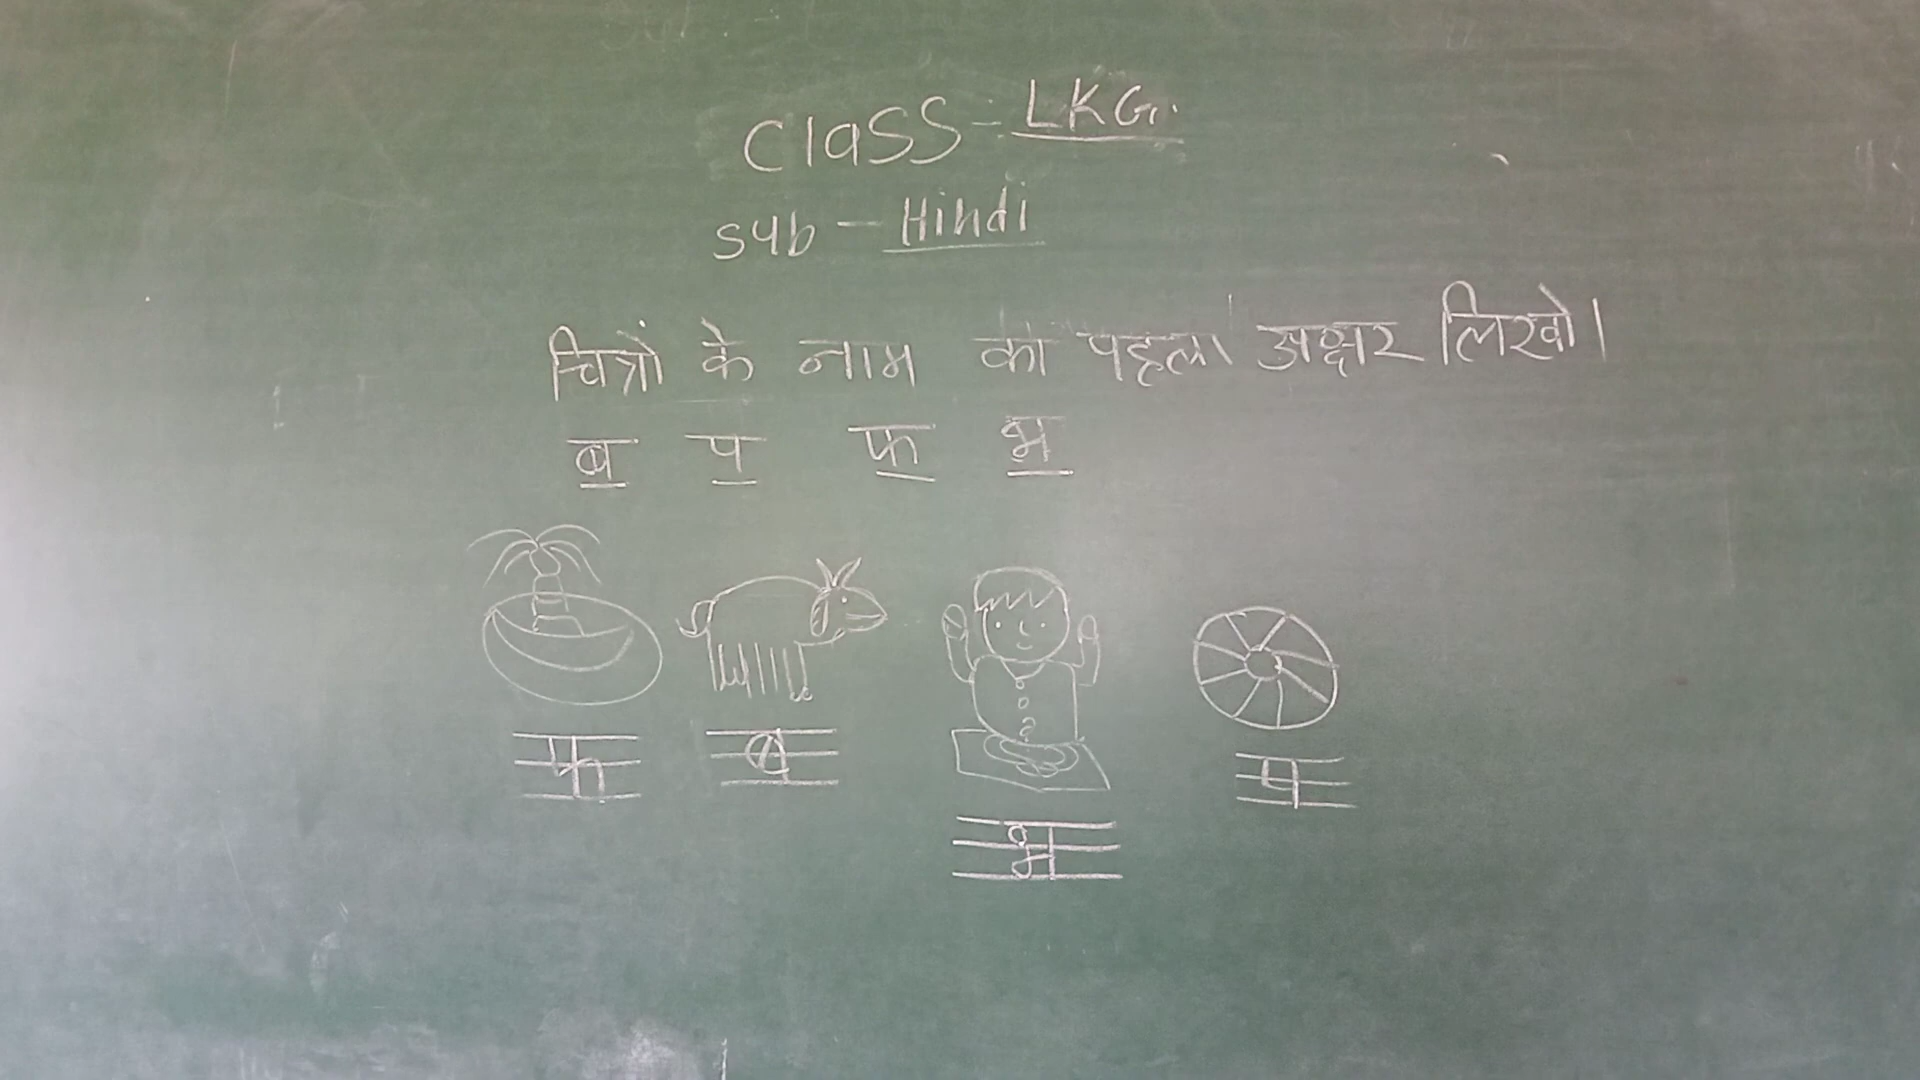 Class - LKG.
Sub - Hindi
चित्रों के नाम का पहला अक्षर लिखो।
ब प फ भ
फ ब भ प